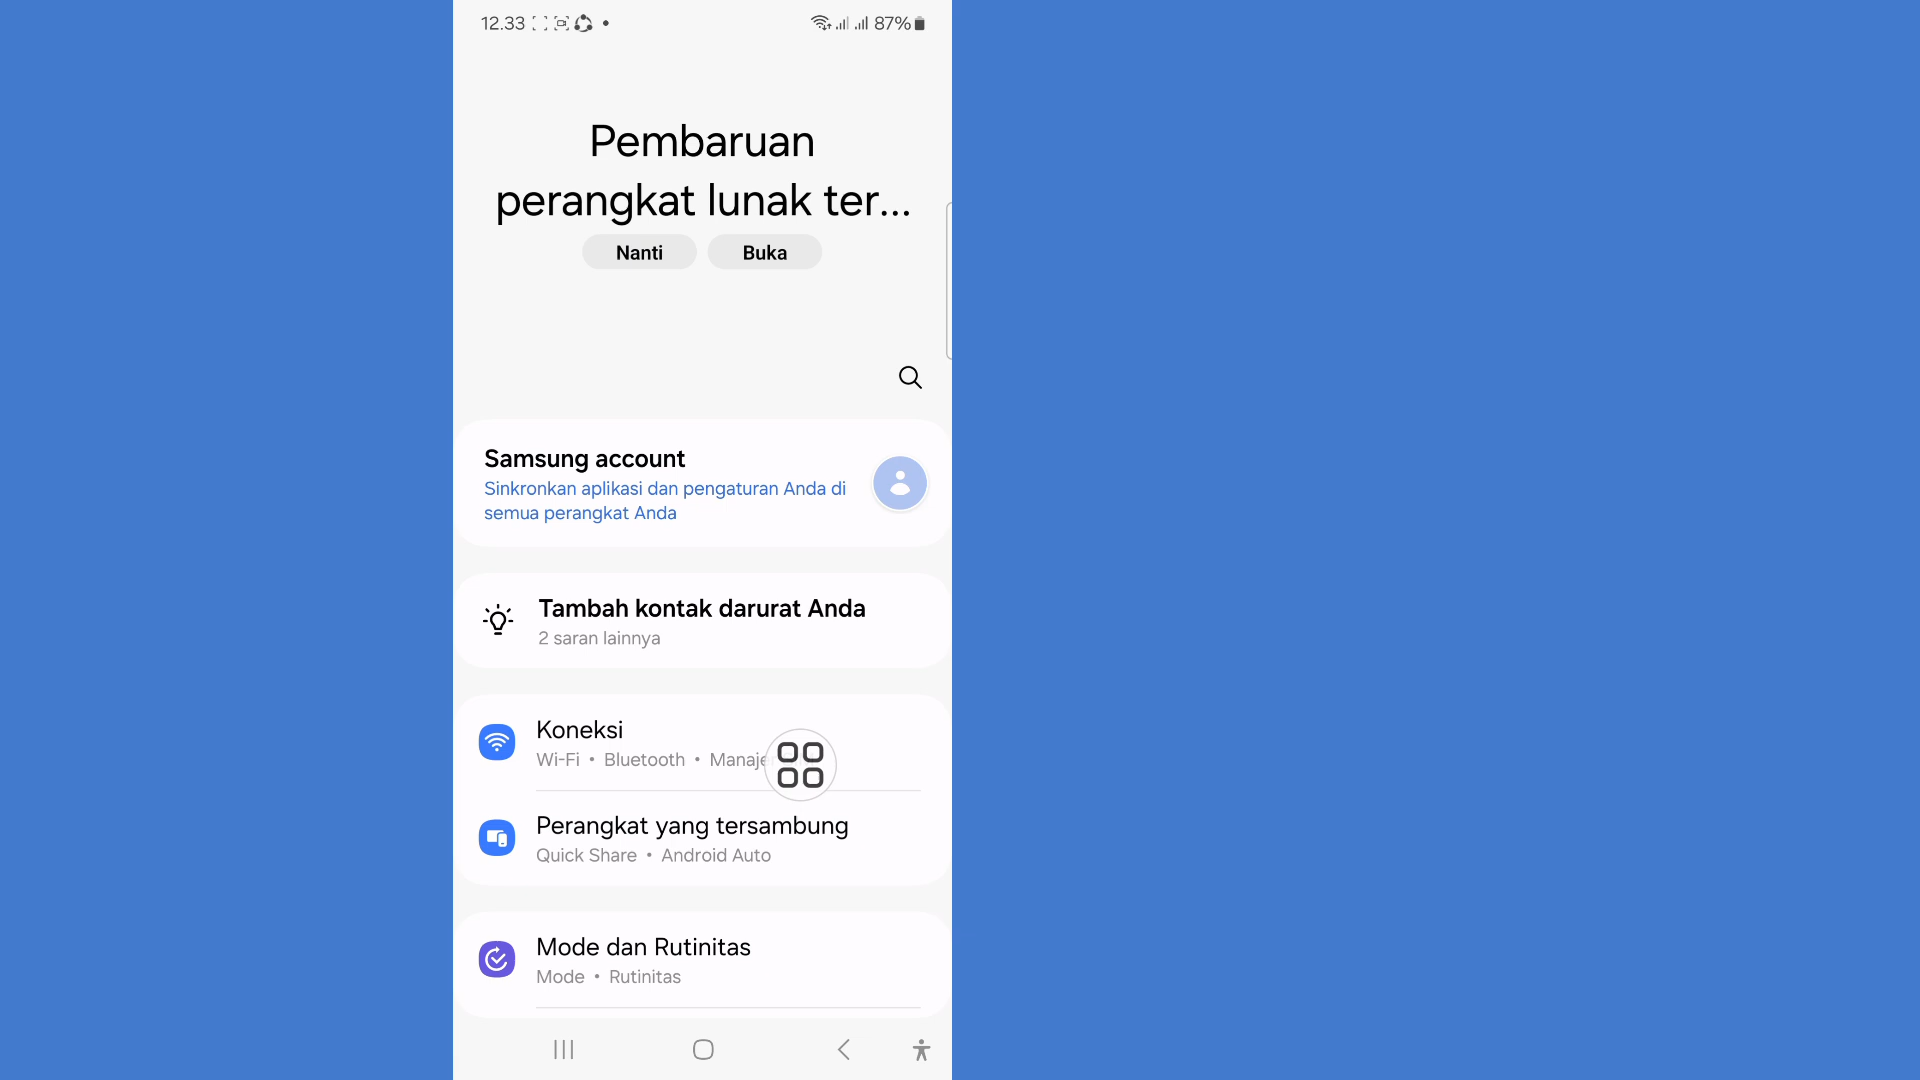 12.33
87%
Pembaruan
perangkat lunak ter...
Nanti
Buka
Samsung account
Sinkronkan aplikasi dan pengaturan Anda di
semua perangkat Anda
Tambah kontak darurat Anda
2 saran lainnya
Koneksi
Wi-Fi • Bluetooth • Manaje
Perangkat yang tersambung
Quick Share • Android Auto
Mode dan Rutinitas
Mode • Rutinitas